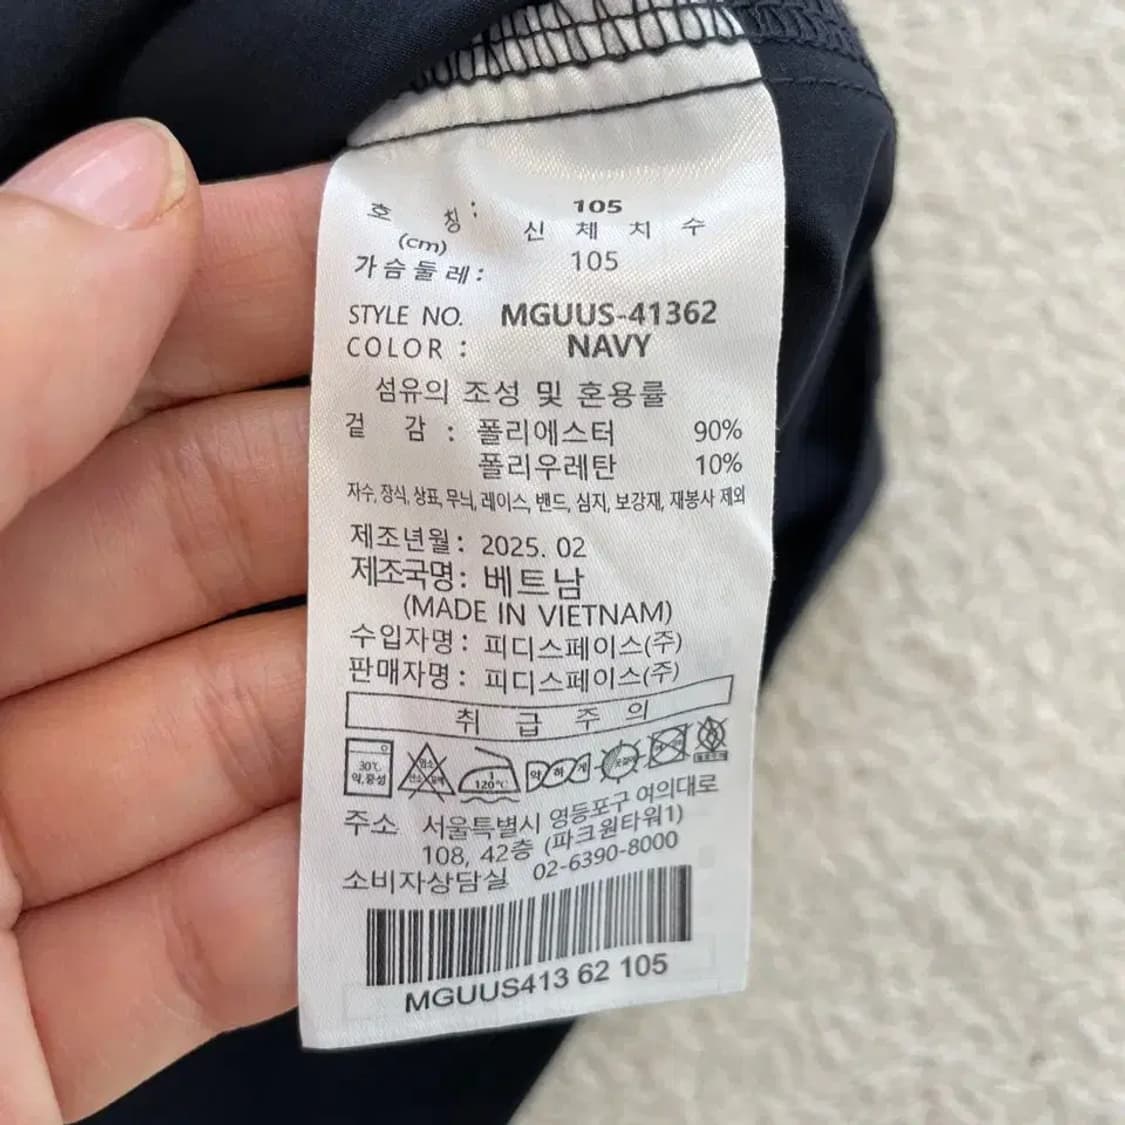 호 칭 : 105
(cm) 신 체 치 수
가슴둘레 : 105
STYLE NO. MGUUS-41362
COLOR : NAVY
섬유의 조성 및 혼용률
겉 감 : 폴리에스터 90%
폴리우레탄 10%
자수, 장식, 상표, 무늬, 레이스, 밴드, 심지, 보강재, 재봉사 제외
제조년월 : 2025. 02
제조국명 : 베트남
(MADE IN VIETNAM)
수입자명 : 피디스페이스(주)
판매자명 : 피디스페이스(주)
취 급 주 의
30℃ 약.중성 염소 1 120℃ 약 하 게
주소 서울특별시 영등포구 여의대로
108, 42층 (파크원타워1)
소비자상담실 02-6390-8000
MGUUS413 62 105